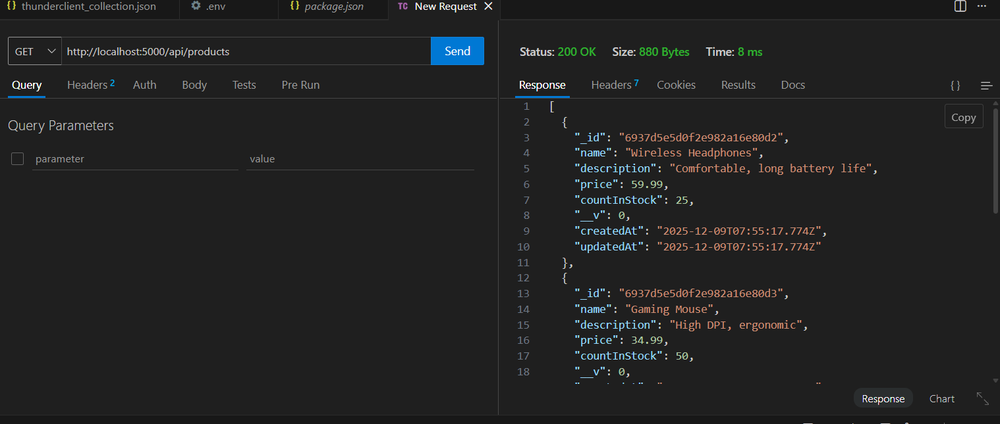 {} thunderclient_collection.json
.env
{} package.json
TC New Request
GET
http://localhost:5000/api/products
Send
Query
Headers 2
Auth
Body
Tests
Pre Run
Query Parameters
parameter
value
Status: 200 OK
Size: 880 Bytes
Time: 8 ms
Response
Headers 7
Cookies
Results
Docs
{}
Copy
1 [
2 {
3 "_id": "6937d5e5d0f2e982a16e80d2",
4 "name": "Wireless Headphones",
5 "description": "Comfortable, long battery life",
6 "price": 59.99,
7 "countInStock": 25,
8 "__v": 0,
9 "createdAt": "2025-12-09T07:55:17.774Z",
10 "updatedAt": "2025-12-09T07:55:17.774Z"
11 },
12 {
13 "_id": "6937d5e5d0f2e982a16e80d3",
14 "name": "Gaming Mouse",
15 "description": "High DPI, ergonomic",
16 "price": 34.99,
17 "countInStock": 50,
18 "__v": 0,
Response
Chart